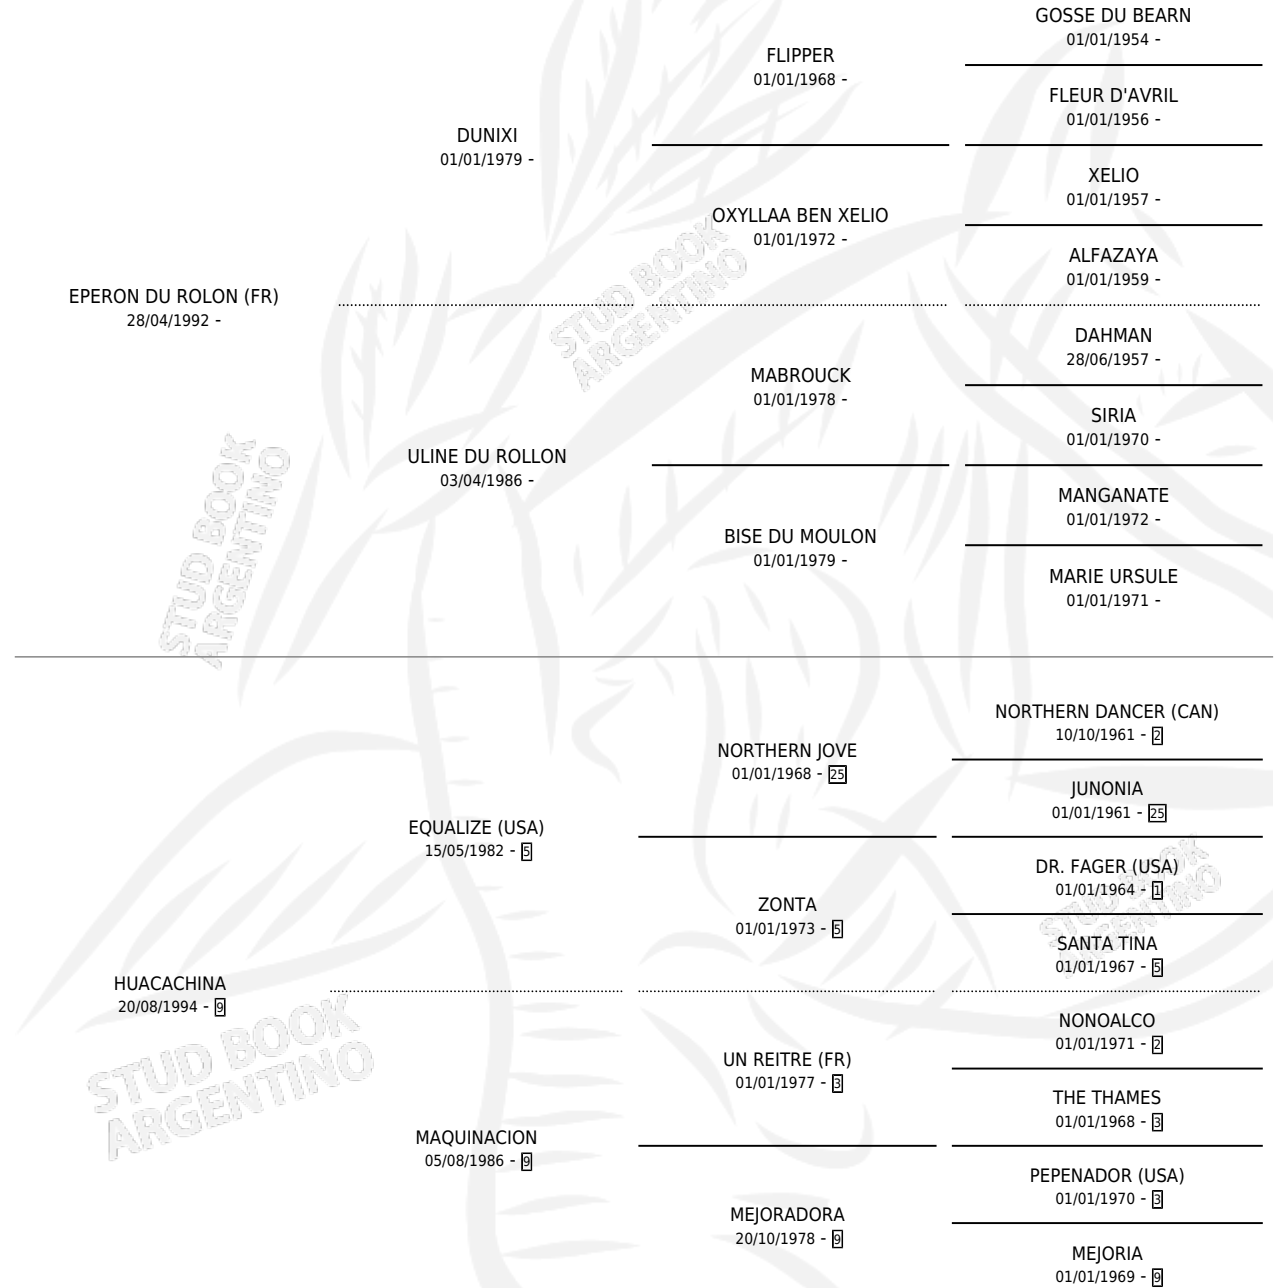 GOSSE DU BEARN
01/01/1954 -
FLIPPER
01/01/1968 -
FLEUR D'AVRIL
01/01/1956 -
DUNIXI
01/01/1979 -
XELIO
01/01/1957 -
OXYLLAA BEN XELIO
01/01/1972 -
ALFAZAYA
01/01/1959 -
STUD BOOK
ARGENTINO
EPERON DU ROLON (FR)
28/04/1992 -
DAHMAN
28/06/1957 -
MABROUCK
01/01/1978 -
SIRIA
01/01/1970 -
ULINE DU ROLLON
03/04/1986 -
MANGANATE
01/01/1972 -
BISE DU MOULON
01/01/1979 -
MARIE URSULE
01/01/1971 -
STUD BOOK
ARGENTINO
NORTHERN DANCER (CAN)
10/10/1961 - 2
NORTHERN JOVE
01/01/1968 - 25
JUNONIA
01/01/1961 - 25
EQUALIZE (USA)
15/05/1982 - 5
DR. FAGER (USA)
01/01/1964 - 1
ZONTA
01/01/1973 - 5
SANTA TINA
01/01/1967 - 5
STUD BOOK
ARGENTINO
HUACACHINA
20/08/1994 - 9
NONOALCO
01/01/1971 - 2
UN REITRE (FR)
01/01/1977 - 3
THE THAMES
01/01/1968 - 3
MAQUINACION
05/08/1986 - 9
PEPENADOR (USA)
01/01/1970 - 3
MEJORADORA
20/10/1978 - 9
MEJORIA
01/01/1969 - 9
STUD BOOK
ARGENTINO